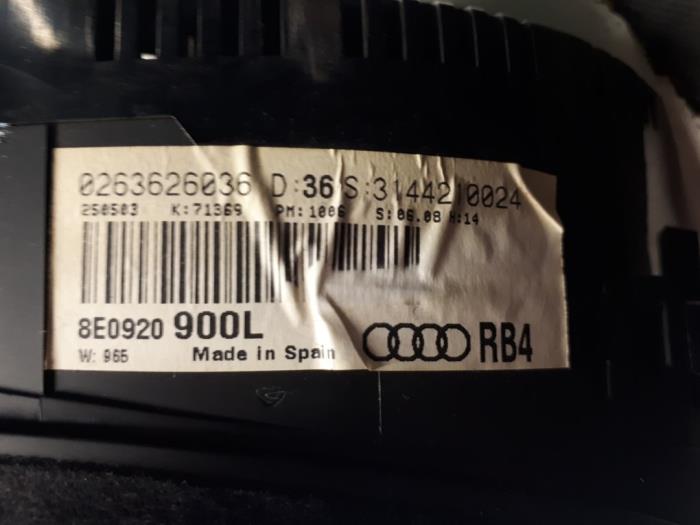 0263626036 D:36 S:3144210024
250503 K:71369 PM:1006 S:06.08 H:14
8E0920 900L
W: 965 Made in Spain RB4